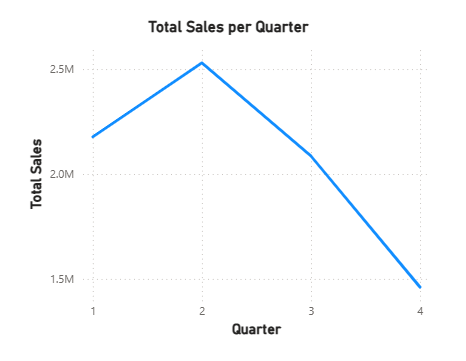 Total Sales per Quarter
Total Sales
2.5M
2.0M
1.5M
1 2 3 4
Quarter